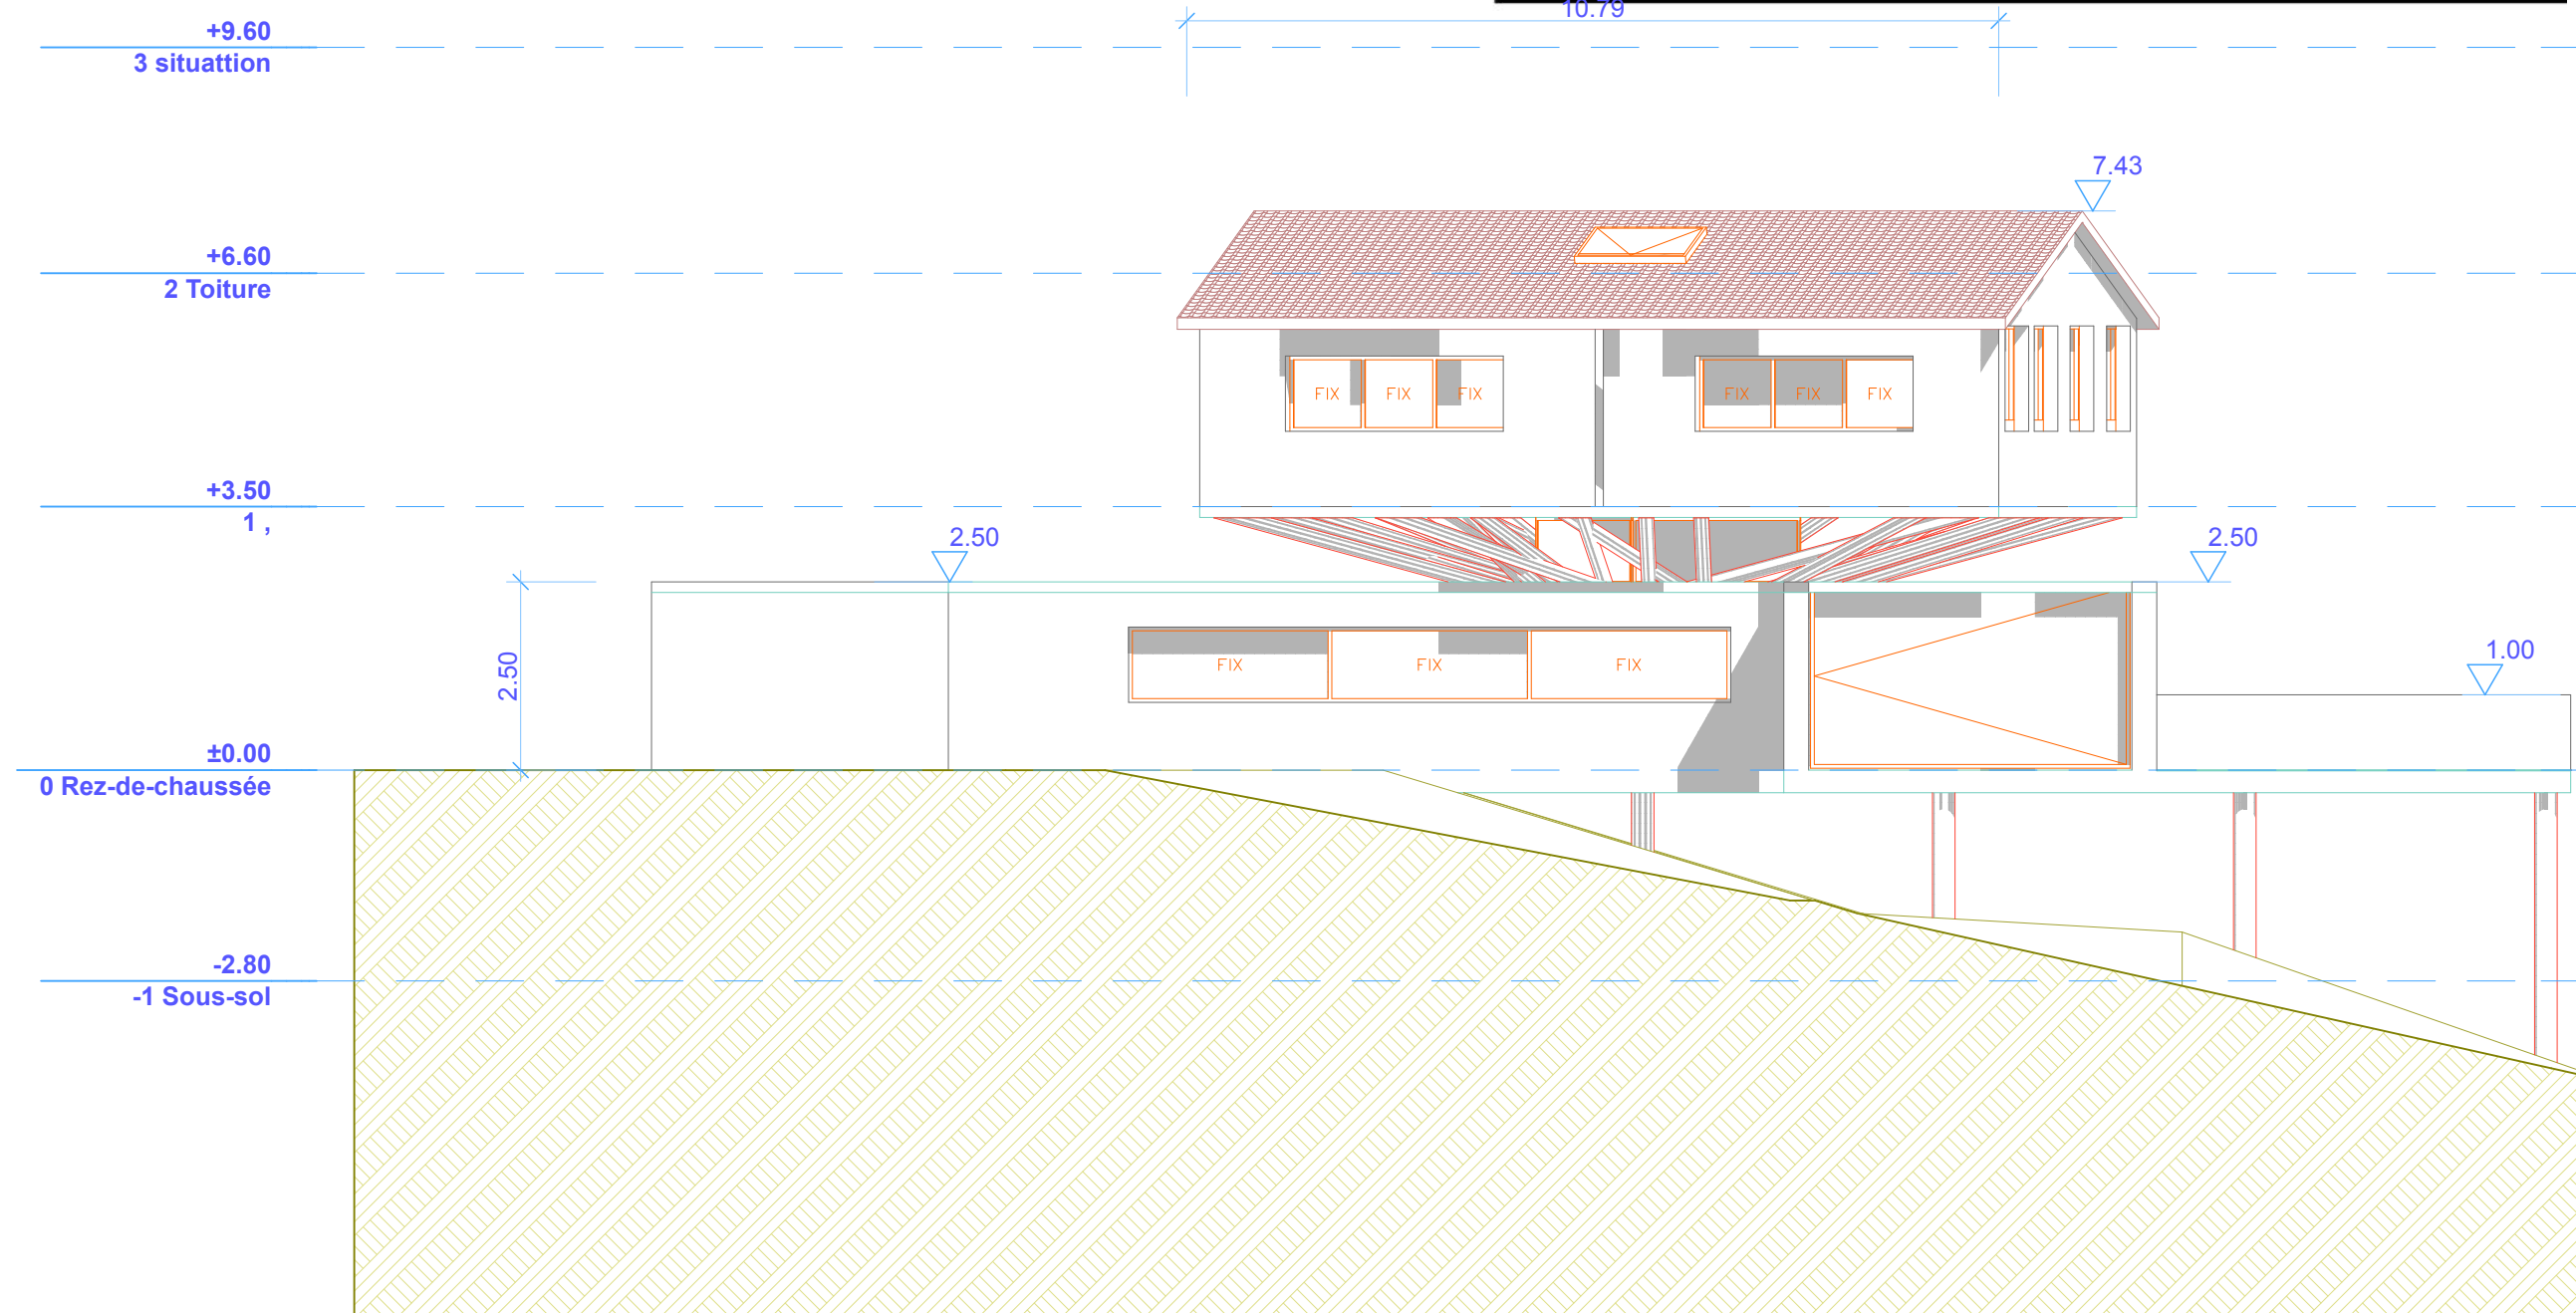 10.79
+9.60
3 situattion
7.43
+6.60
2 Toiture
FIX FIX FIX FIX FIX FIX
+3.50
1 ,
2.50
2.50
2.50
FIX FIX FIX
1.00
±0.00
0 Rez-de-chaussée
-2.80
-1 Sous-sol